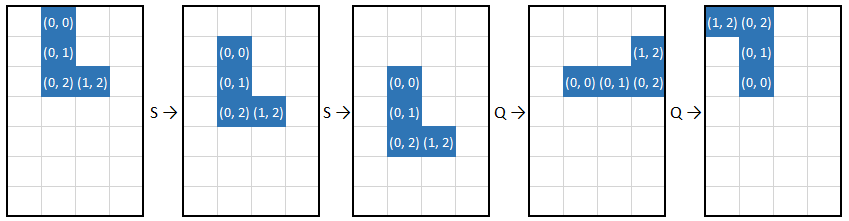 (0, 0)
(0, 1)
(0, 2) (1, 2)
S →
(0, 0)
(0, 1)
(0, 2) (1, 2)
S →
(0, 0)
(0, 1)
(0, 2) (1, 2)
Q →
(1, 2)
(0, 0) (0, 1) (0, 2)
Q →
(1, 2) (0, 2)
(0, 1)
(0, 0)